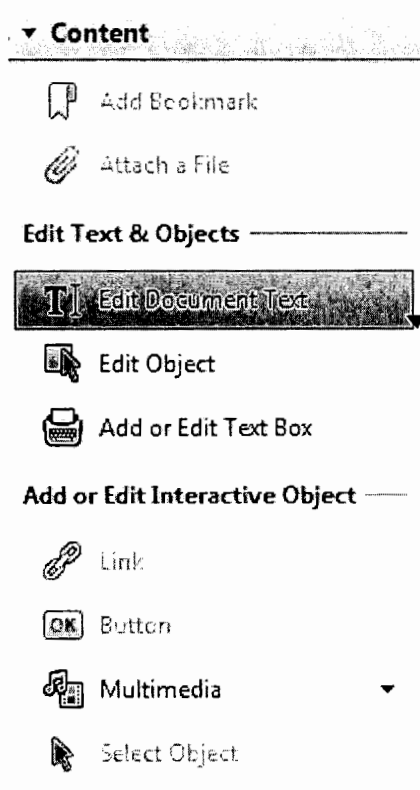 Content
Add Bookmark
Attach a File
Edit Text & Objects
Edit Document Text
Edit Object
Add or Edit Text Box
Add or Edit Interactive Object
Link
OK Button
Multimedia
Select Object